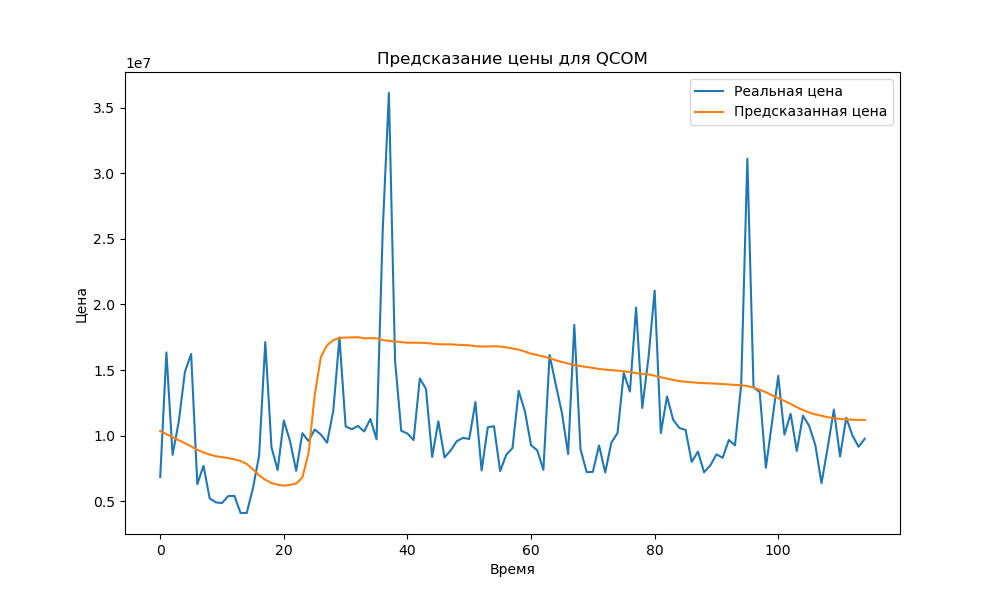 Предсказание цены для QCOM
1e7
Реальная цена
Предсказанная цена
3.5
3.0
2.5
2.0
1.5
1.0
0.5
Цена
0 20 40 60 80 100
Время